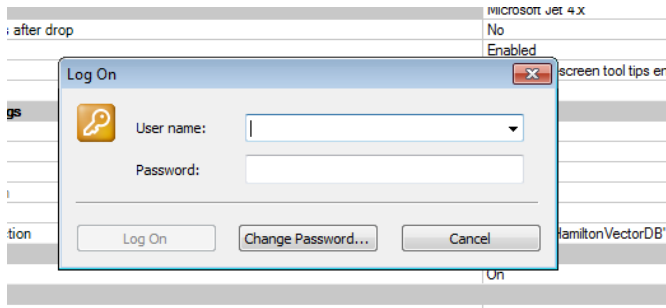 Microsoft Jet 4.x
after drop No
Enabled
Log On
screen tool tips en
gs
User name:
Password:
ction
HamiltonVectorDB"
Log On Change Password... Cancel
On